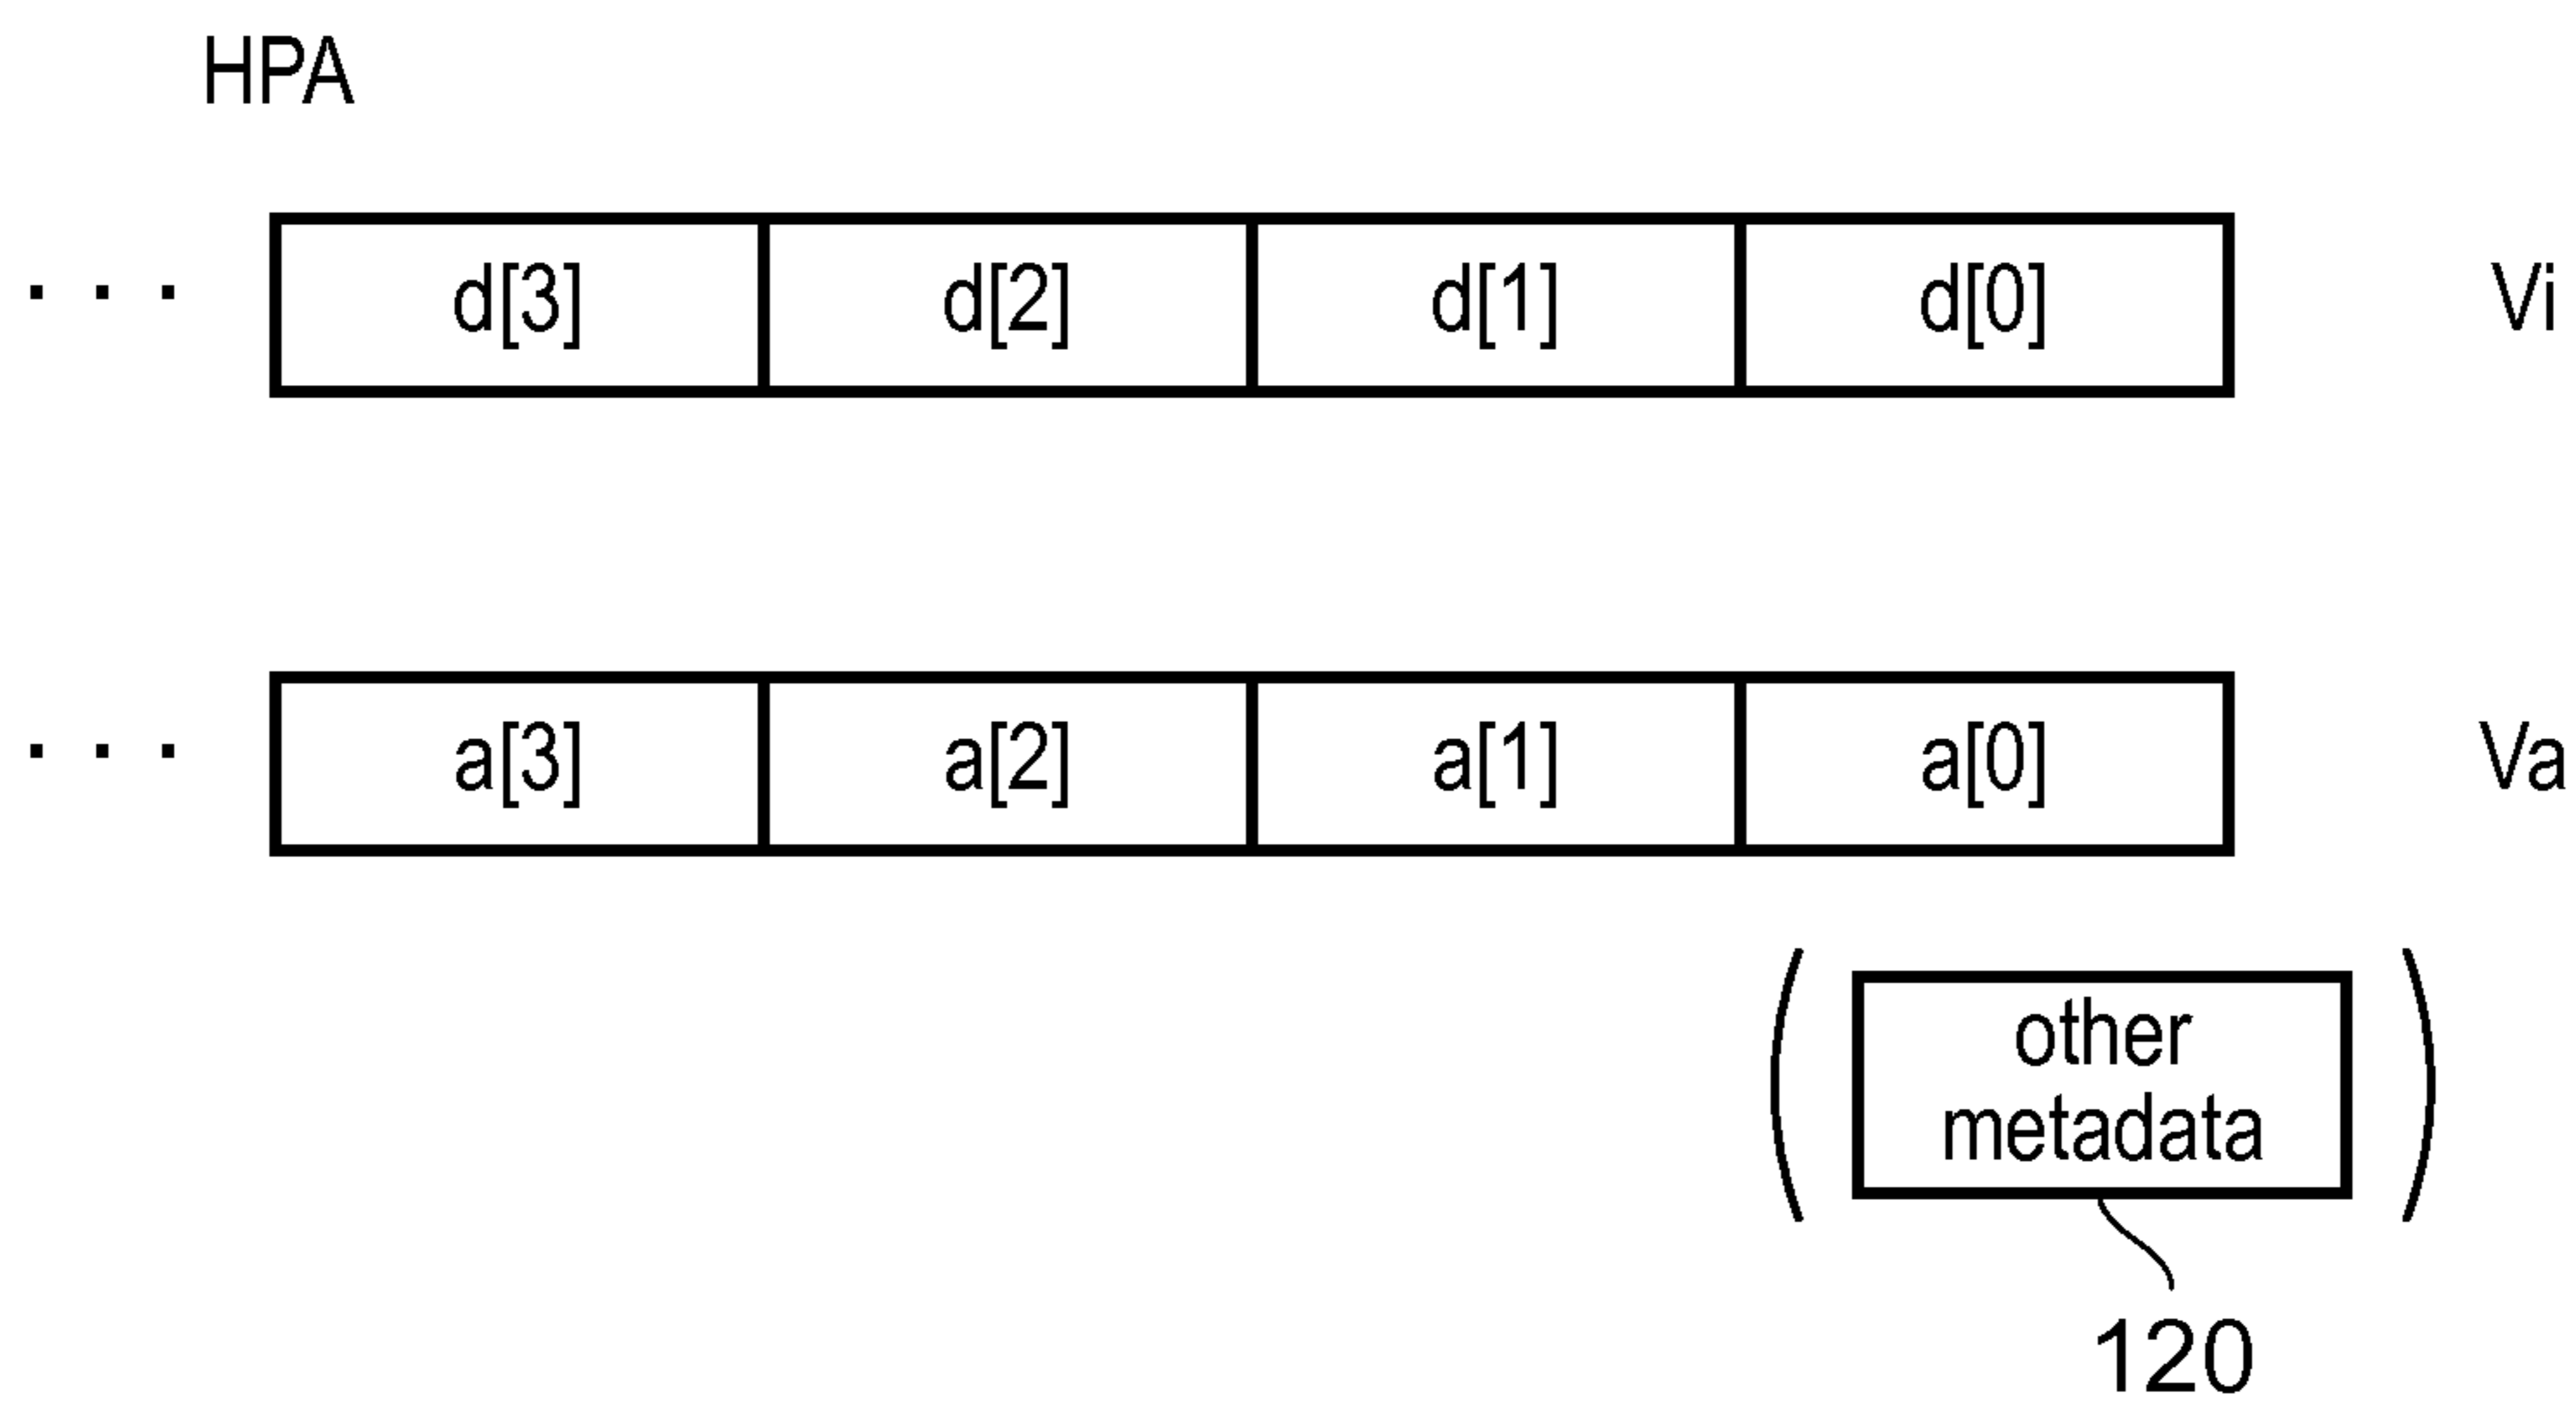 HPA
... d[3] d[2] d[1] d[0] Vi
... a[3] a[2] a[1] a[0] Va
( other
metadata )
120